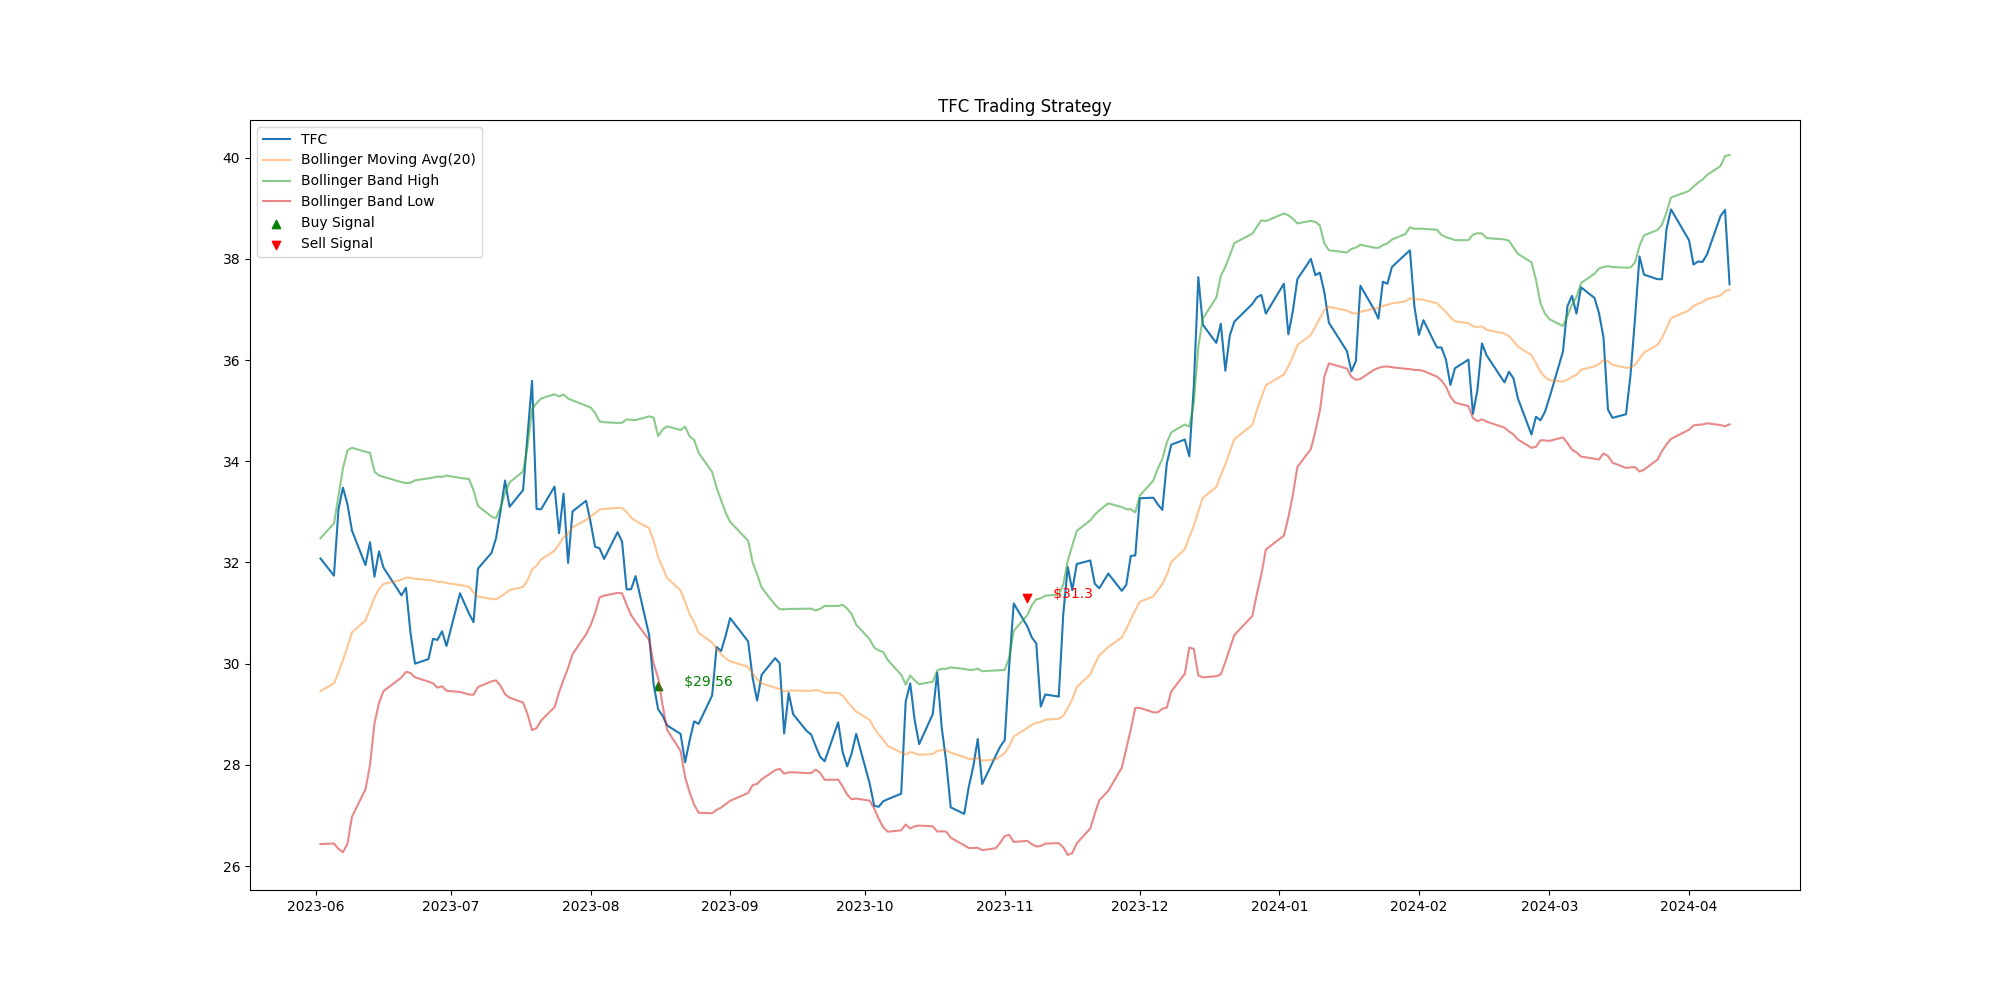 TFC Trading Strategy
TFC
Bollinger Moving Avg(20)
Bollinger Band High
Bollinger Band Low
Buy Signal
Sell Signal
40
38
36
34
32
30
28
26
$31.3
$29.56
2023-06 2023-07 2023-08 2023-09 2023-10 2023-11 2023-12 2024-01 2024-02 2024-03 2024-04